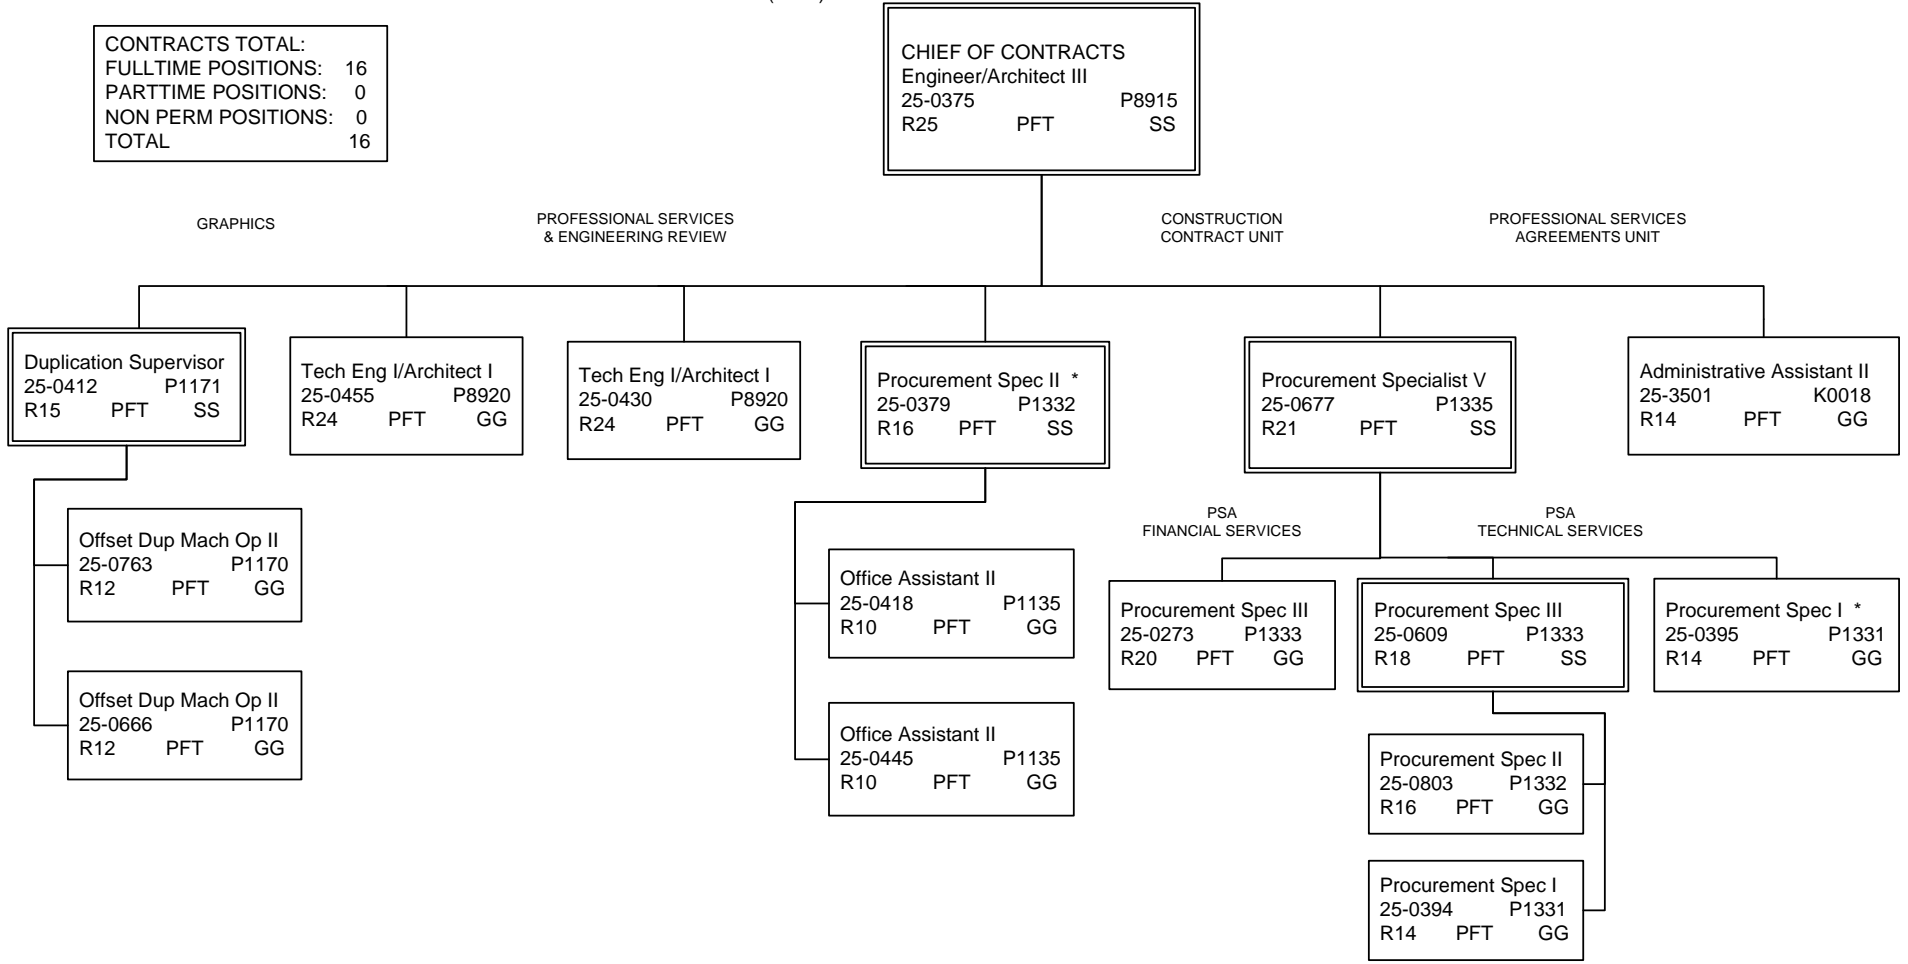 CONTRACTS TOTAL:
FULLTIME POSITIONS: 16
PARTTIME POSITIONS: 0
NON PERM POSITIONS: 0
TOTAL 16
CHIEF OF CONTRACTS
Engineer/Architect III
25-0375 P8915
R25 PFT SS
GRAPHICS
PROFESSIONAL SERVICES
& ENGINEERING REVIEW
CONSTRUCTION
CONTRACT UNIT
PROFESSIONAL SERVICES
AGREEMENTS UNIT
Duplication Supervisor
25-0412 P1171
R15 PFT SS
Tech Eng I/Architect I
25-0455 P8920
R24 PFT GG
Tech Eng I/Architect I
25-0430 P8920
R24 PFT GG
Procurement Spec II *
25-0379 P1332
R16 PFT SS
Procurement Specialist V
25-0677 P1335
R21 PFT SS
Administrative Assistant II
25-3501 K0018
R14 PFT GG
Offset Dup Mach Op II
25-0763 P1170
R12 PFT GG
Offset Dup Mach Op II
25-0666 P1170
R12 PFT GG
Office Assistant II
25-0418 P1135
R10 PFT GG
Office Assistant II
25-0445 P1135
R10 PFT GG
PSA
FINANCIAL SERVICES
PSA
TECHNICAL SERVICES
Procurement Spec III
25-0273 P1333
R20 PFT GG
Procurement Spec III
25-0609 P1333
R18 PFT SS
Procurement Spec I *
25-0395 P1331
R14 PFT GG
Procurement Spec II
25-0803 P1332
R16 PFT GG
Procurement Spec I
25-0394 P1331
R14 PFT GG